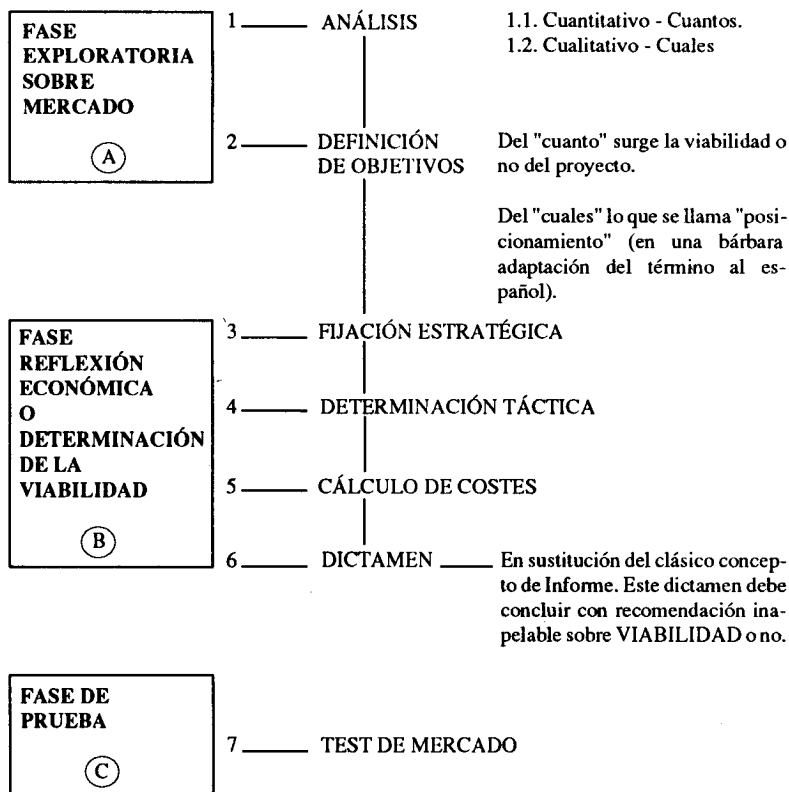 FASE
EXPLORATORIA
SOBRE
MERCADO
A
1 ANÁLISIS
1.1. Cuantitativo - Cuantos.
1.2. Cualitativo - Cuales
2 DEFINICIÓN
DE OBJETIVOS
Del "cuanto" surge la viabilidad o
no del proyecto.
Del "cuales" lo que se llama "posi-
cionamiento" (en una bárbara
adaptación del término al es-
pañol).
FASE
REFLEXIÓN
ECONÓMICA
O
DETERMINACIÓN
DE LA
VIABILIDAD
B
3 FIJACIÓN ESTRATÉGICA
4 DETERMINACIÓN TÁCTICA
5 CÁLCULO DE COSTES
6 DICTAMEN
En sustitución del clásico concep-
to de Informe. Este dictamen debe
concluir con recomendación ina-
pelable sobre VIABILIDAD o no.
FASE DE
PRUEBA
C
7 TEST DE MERCADO